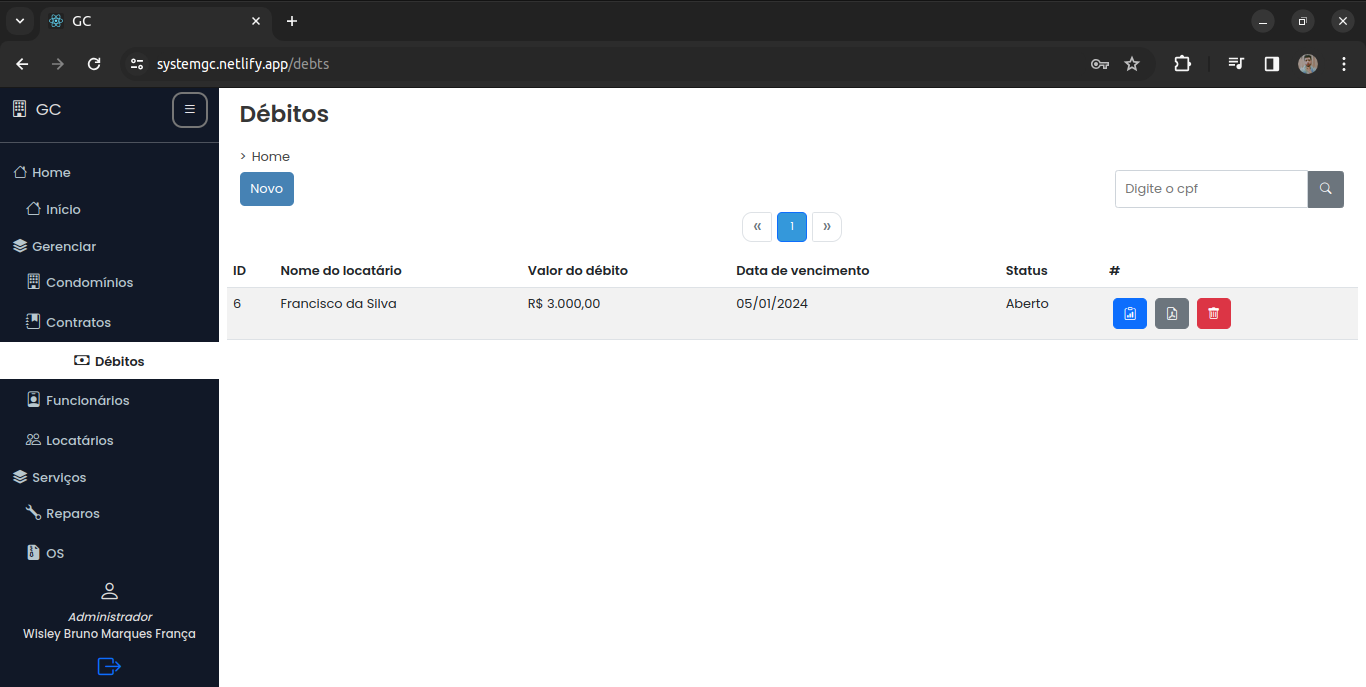 GC
systemgc.netlify.app/debts
GC
Home
Início
Gerenciar
Condomínios
Contratos
Débitos
Funcionários
Locatários
Serviços
Reparos
OS
Administrador
Wisley Bruno Marques França
Débitos
> Home
Novo
Digite o cpf
« 1 »
ID Nome do locatário Valor do débito Data de vencimento Status #
6 Francisco da Silva R$ 3.000,00 05/01/2024 Aberto